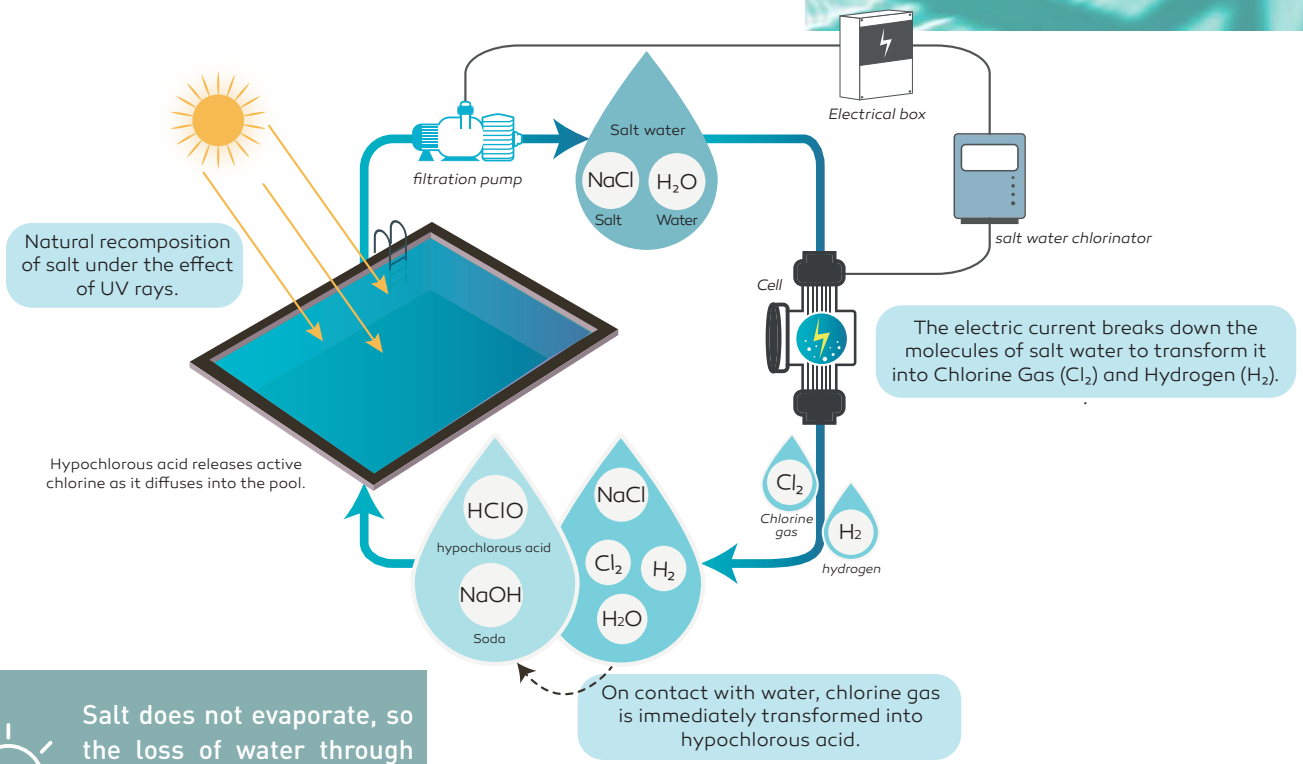 Electrical box
Salt water
NaCl
H₂O
Salt
Water
filtration pump
salt water chlorinator
Natural recomposition
of salt under the effect
of UV rays.
Cell
The electric current breaks down the
molecules of salt water to transform it
into Chlorine Gas (Cl₂) and Hydrogen (H₂).
.
Hypochlorous acid releases active
chlorine as it diffuses into the pool.
Cl₂
Chlorine
gas
H₂
hydrogen
HClO
hypochlorous acid
NaOH
Soda
NaCl
Cl₂
H₂
H₂O
On contact with water, chlorine gas
is immediately transformed into
hypochlorous acid.
Salt does not evaporate, so
the loss of water through